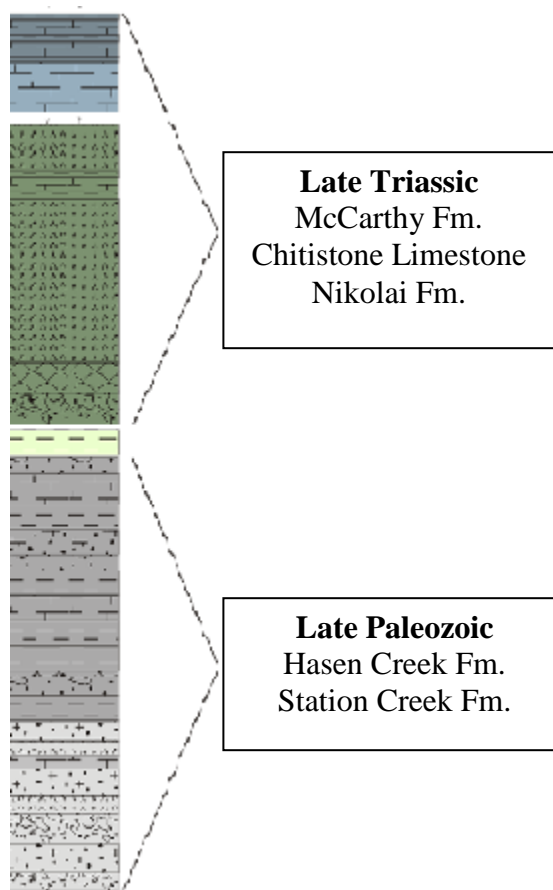 Late Triassic
McCarthy Fm.
Chitistone Limestone
Nikolai Fm.
Late Paleozoic
Hasen Creek Fm.
Station Creek Fm.